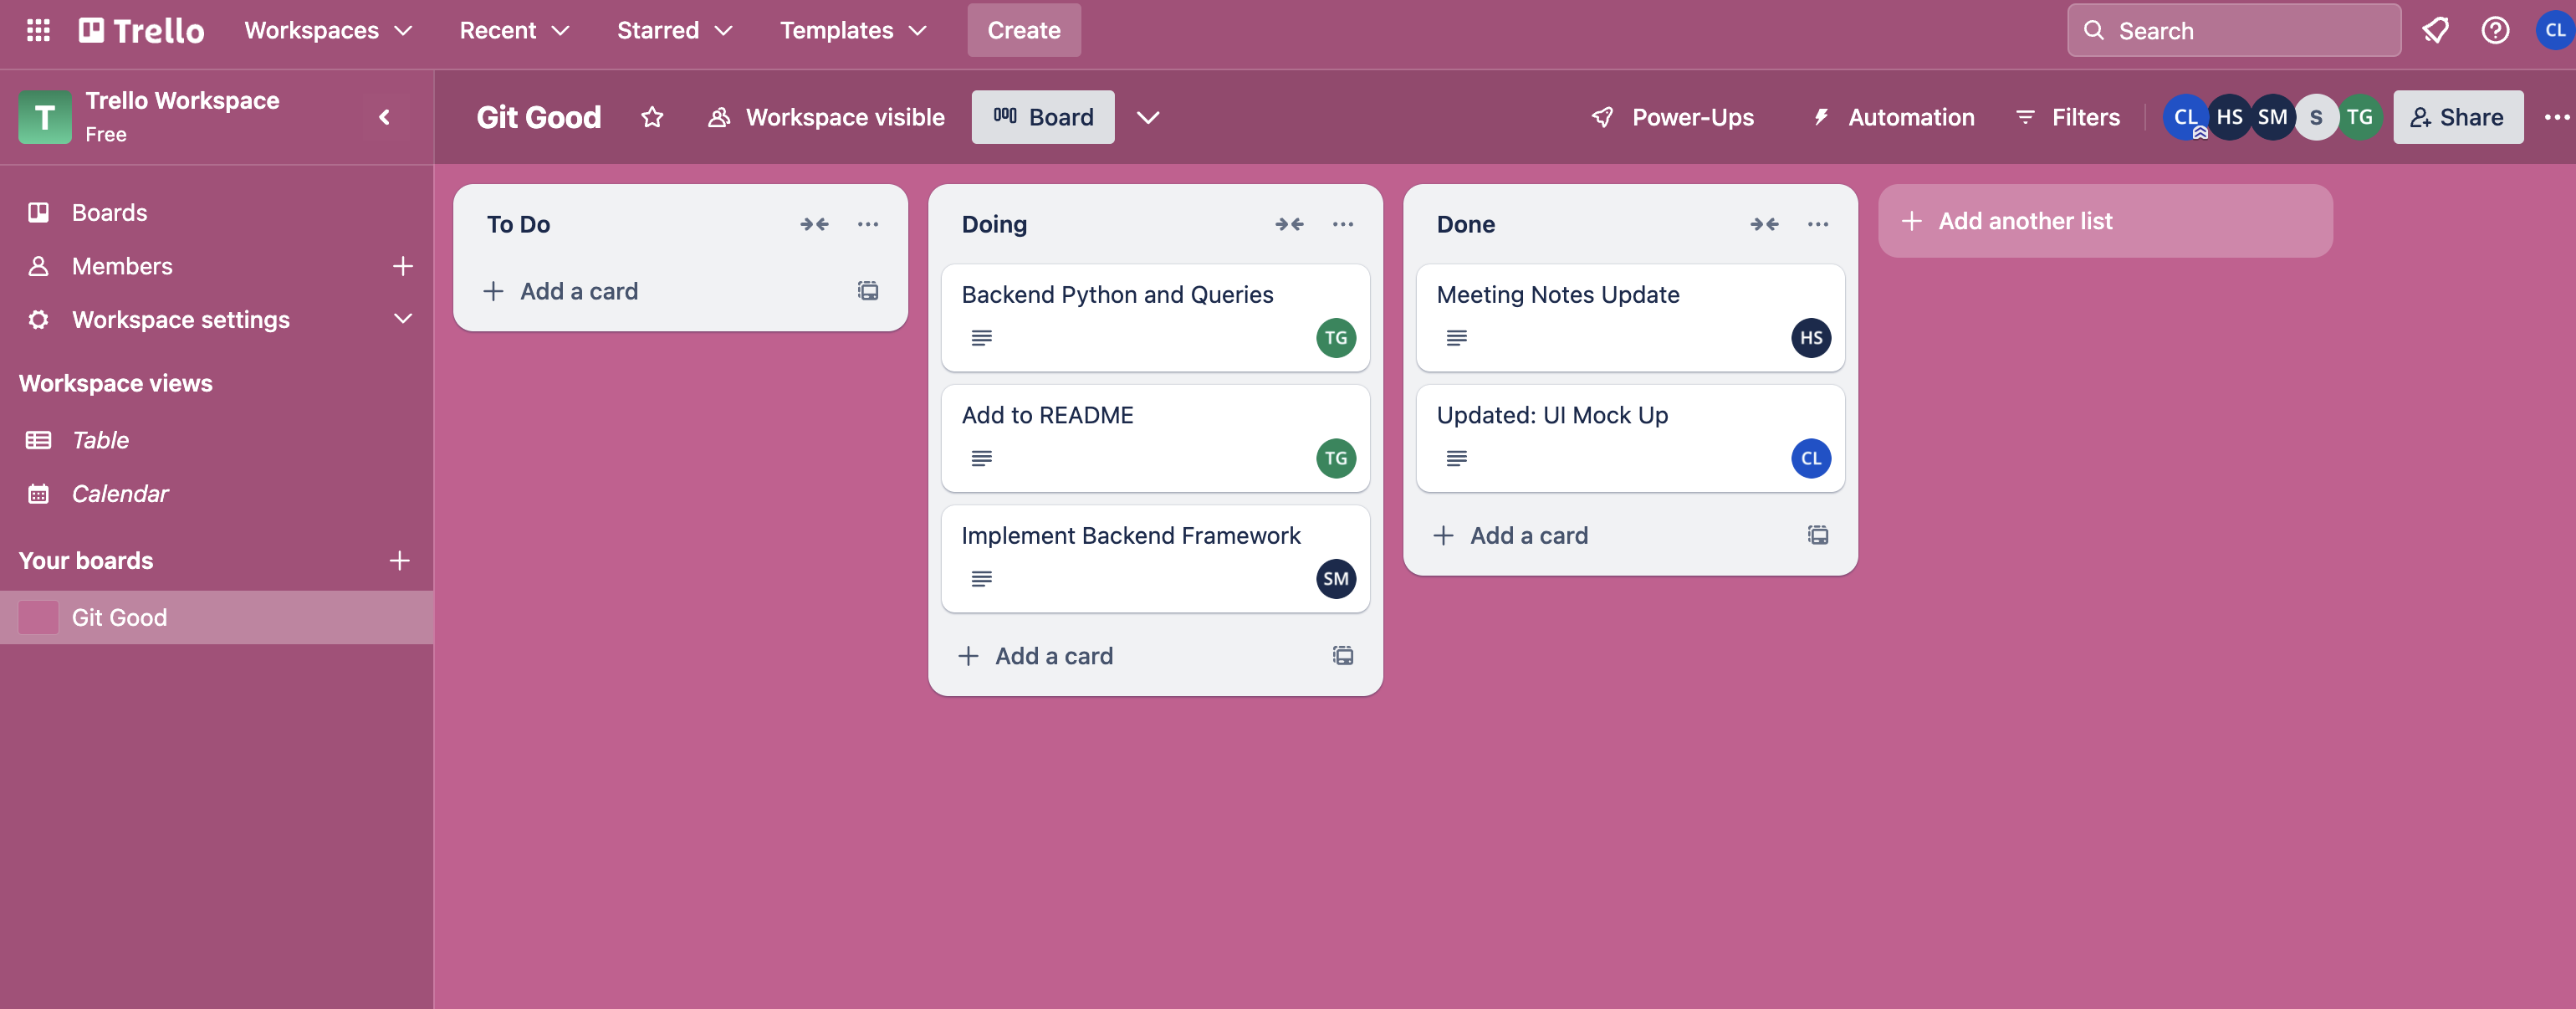 Trello Workspaces Recent Starred Templates Create Search CL
T Trello Workspace
Free
Git Good Workspace visible Board Power-Ups Automation Filters CL HS SM S TG Share
Boards
Members
Workspace settings
Workspace views
Table
Calendar
Your boards
Git Good
To Do
Add a card
Doing
Backend Python and Queries
TG
Add to README
TG
Implement Backend Framework
SM
Add a card
Done
Meeting Notes Update
HS
Updated: UI Mock Up
CL
Add a card
Add another list